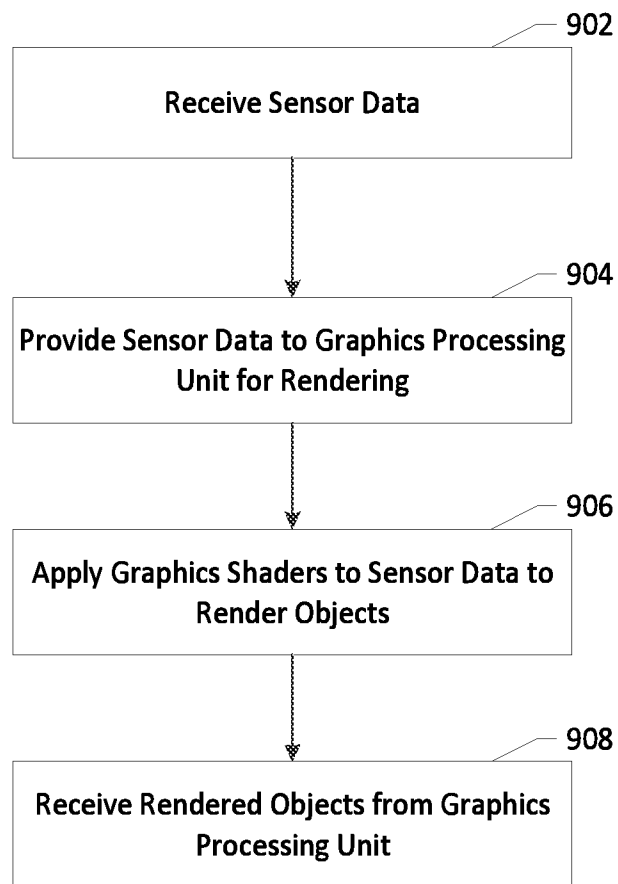 902
Receive Sensor Data
904
Provide Sensor Data to Graphics Processing
Unit for Rendering
906
Apply Graphics Shaders to Sensor Data to
Render Objects
908
Receive Rendered Objects from Graphics
Processing Unit